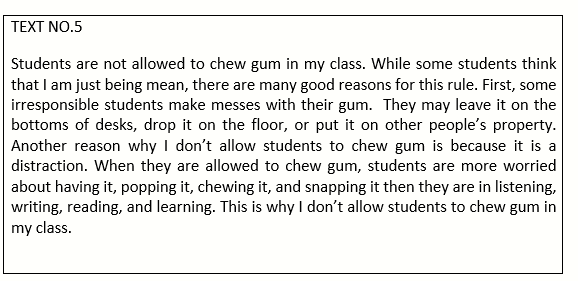 TEXT NO.5
Students are not allowed to chew gum in my class. While some students think
that I am just being mean, there are many good reasons for this rule. First, some
irresponsible students make messes with their gum.  They may leave it on the
bottoms of desks, drop it on the floor, or put it on other people’s property.
Another reason why I don’t allow students to chew gum is because it is a
distraction. When they are allowed to chew gum, students are more worried
about having it, popping it, chewing it, and snapping it then they are in listening,
writing, reading, and learning. This is why I don’t allow students to chew gum in
my class.